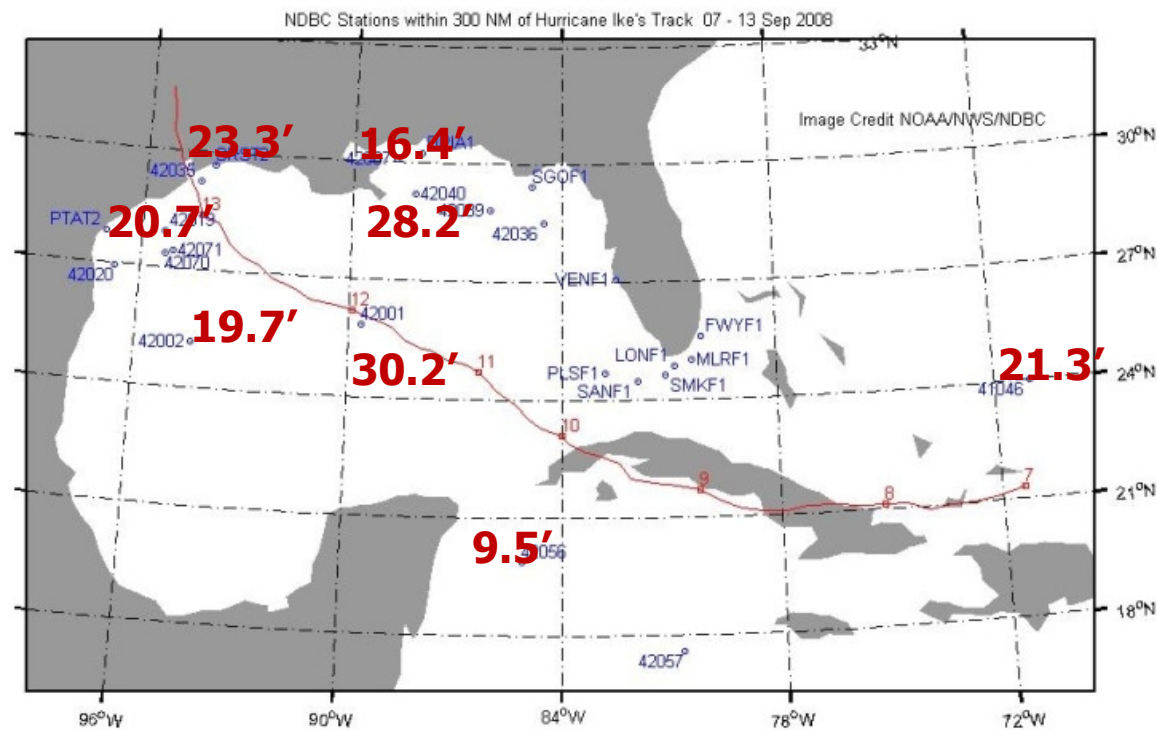 NDBC Stations within 300 NM of Hurricane Ike's Track 07 - 13 Sep 2008
33°N
Image Credit NOAA/NWS/NDBC
30°N
23.3’
16.4’
42035
SGOF1
42040
13
PTAT2
20.7’
28.2’
42036
42071
42070
27°N
42020
VENF1
12
42001
19.7’
42002
FWYF1
30.2’
11
LONF1
MLRF1
PLSF1
SANF1
SMKF1
21.3’
24°N
41046
10
9
8
7
21°N
9.5’
42056
18°N
42057
96°W
90°W
84°W
78°W
72°W